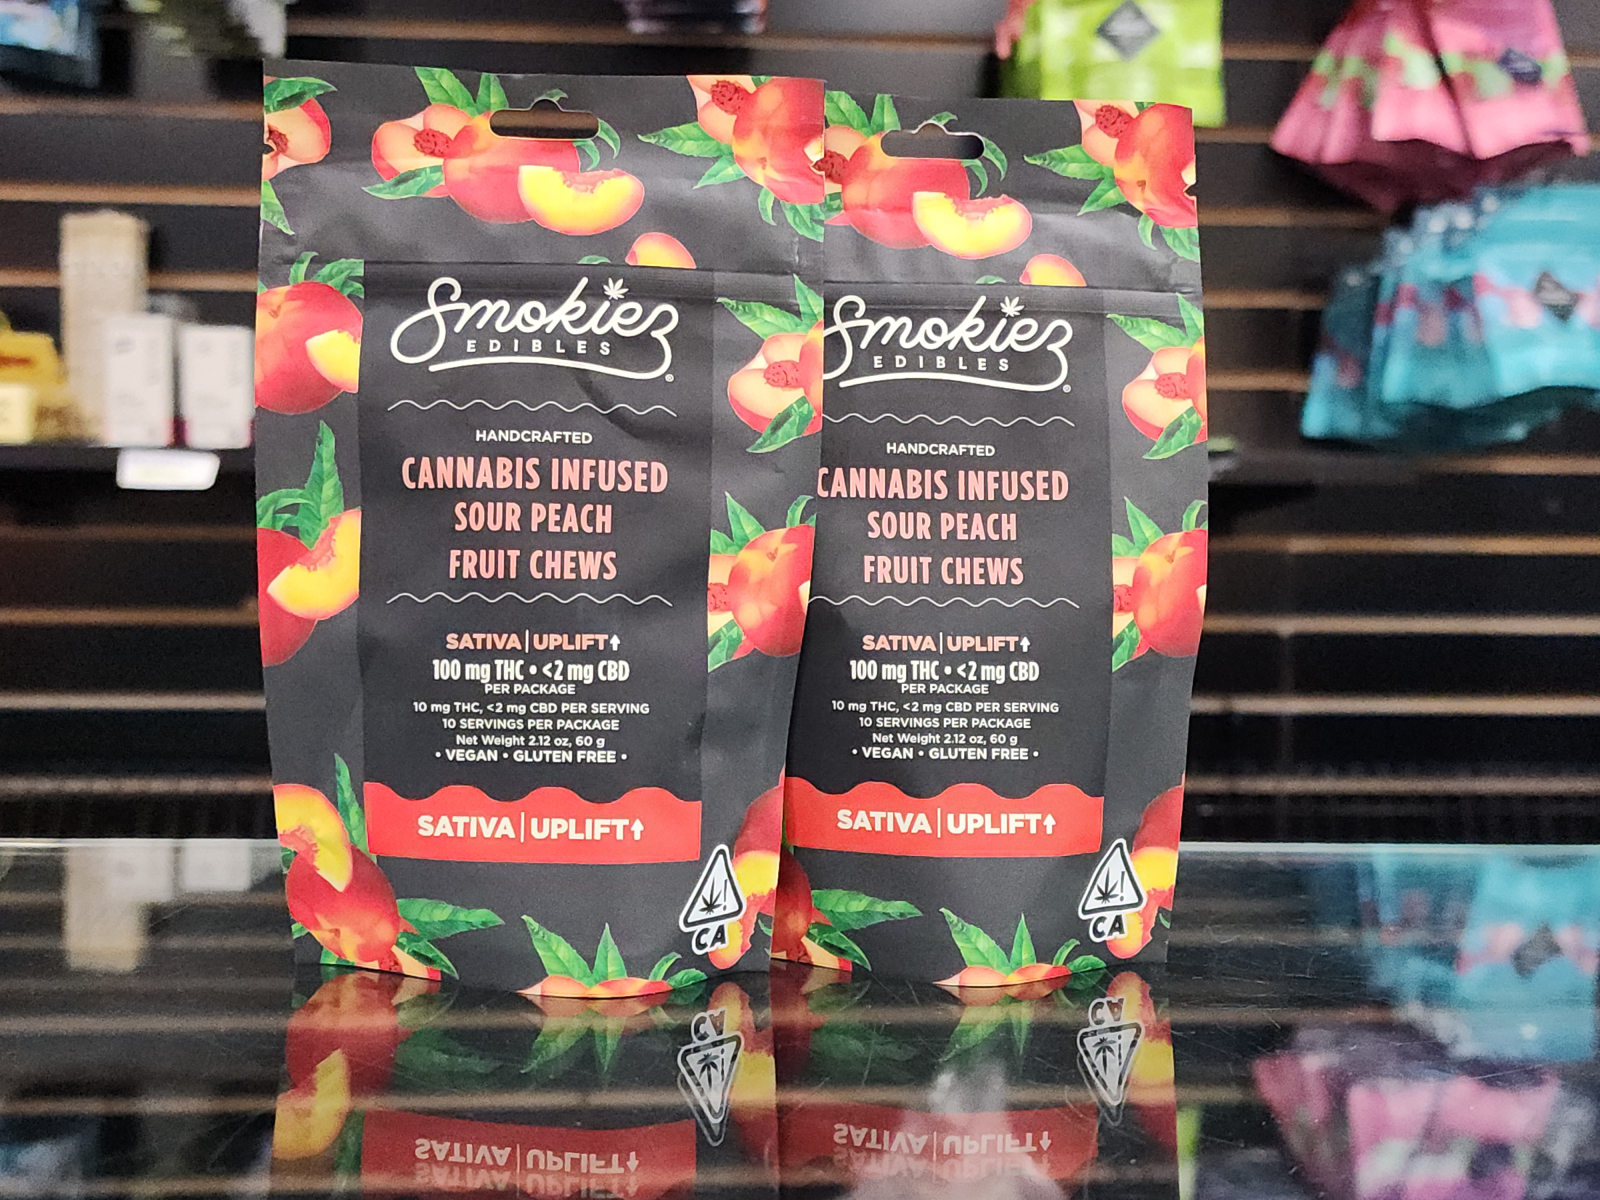 Smokiez
EDIBLES
®
HANDCRAFTED
CANNABIS INFUSED
SOUR PEACH
FRUIT CHEWS
SATIVA | UPLIFT↑
100 mg THC • <2 mg CBD
PER PACKAGE
10 mg THC, <2 mg CBD PER SERVING
10 SERVINGS PER PACKAGE
Net Weight 2.12 oz, 60 g
• VEGAN • GLUTEN FREE •
SATIVA | UPLIFT↑
!
CA
Smokiez
EDIBLES
®
HANDCRAFTED
CANNABIS INFUSED
SOUR PEACH
FRUIT CHEWS
SATIVA | UPLIFT↑
100 mg THC • <2 mg CBD
PER PACKAGE
10 mg THC, <2 mg CBD PER SERVING
10 SERVINGS PER PACKAGE
Net Weight 2.12 oz, 60 g
• VEGAN • GLUTEN FREE •
SATIVA | UPLIFT↑
!
CA